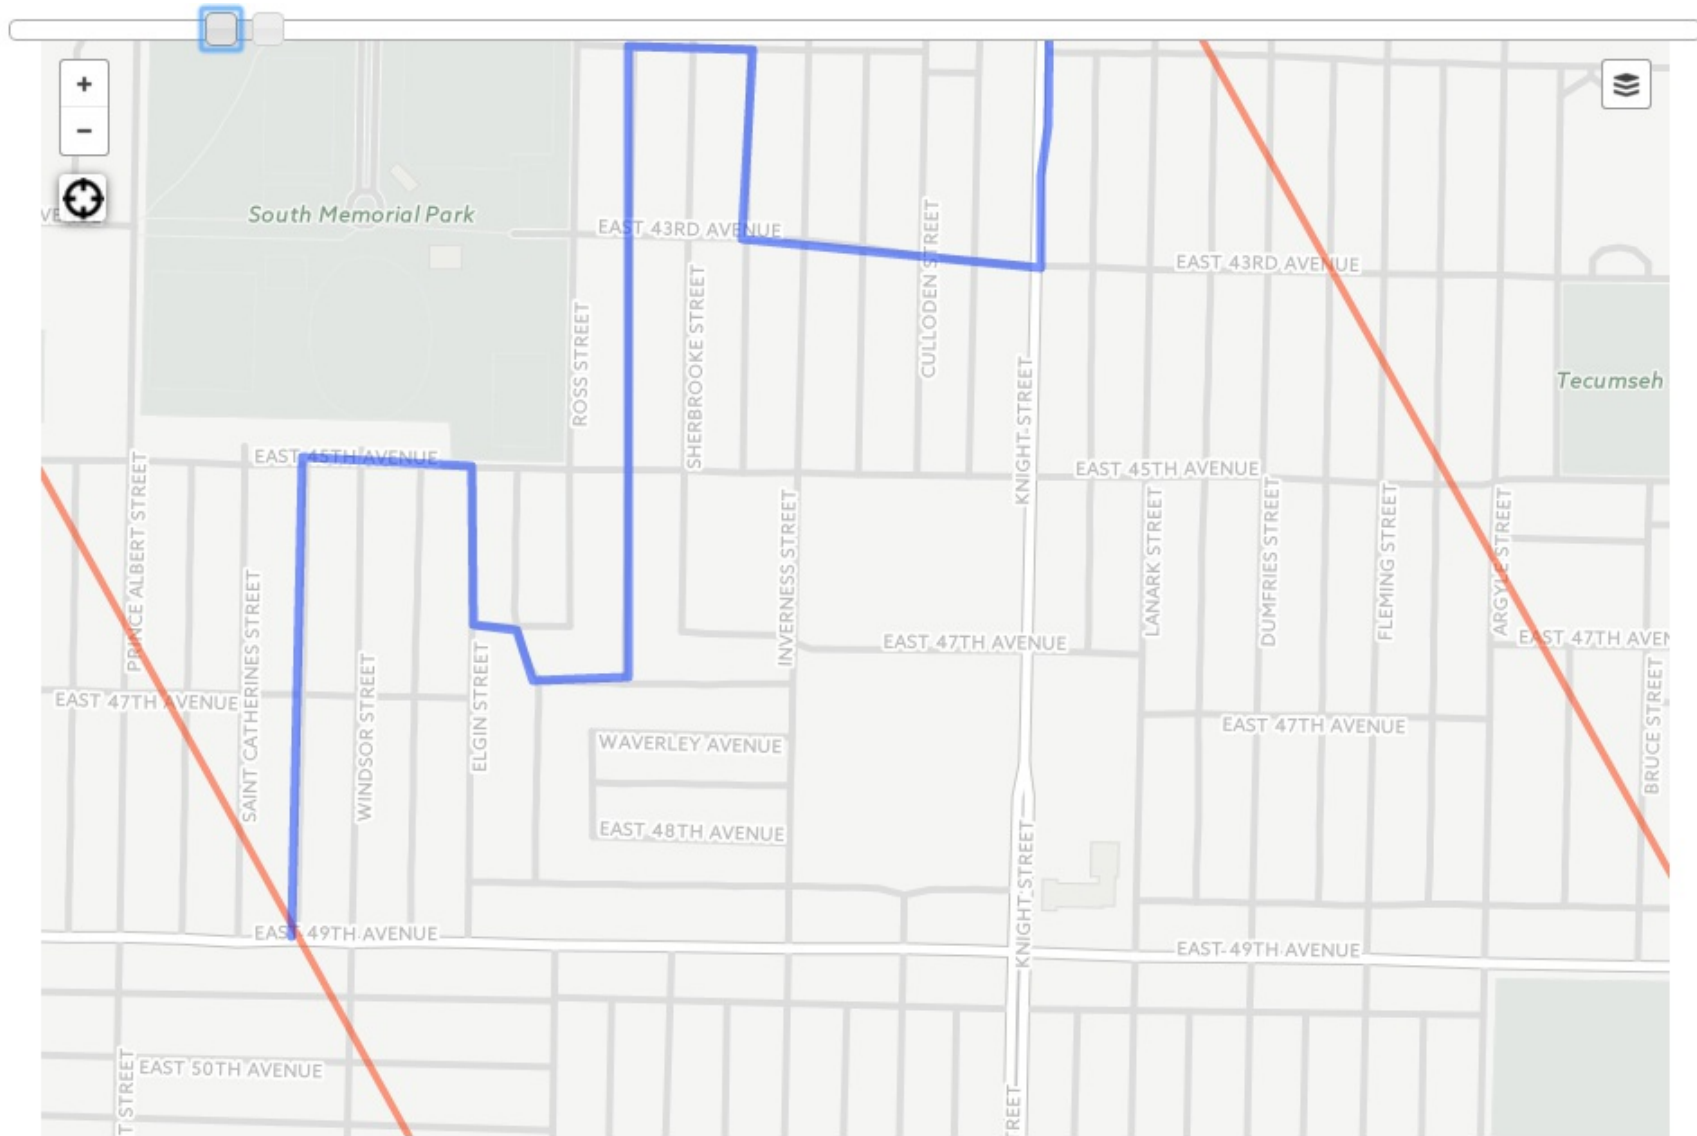 +
−
South Memorial Park
EAST 43RD AVENUE
EAST 43RD AVENUE
CULLODEN STREET
SHERBROOKE STREET
ROSS STREET
KNIGHT STREET
Tecumseh
EAST 45TH AVENUE
EAST 45TH AVENUE
PRINCE ALBERT STREET
SAINT CATHERINES STREET
WINDSOR STREET
ELGIN STREET
INVERNESS STREET
LANARK STREET
DUMFRIES STREET
FLEMING STREET
ARGYLE STREET
EAST 47TH AVENUE
EAST 47TH AVEN
EAST 47TH AVENUE
EAST 47TH AVENUE
BRUCE STREET
WAVERLEY AVENUE
EAST 48TH AVENUE
KNIGHT STREET
EAST 49TH AVENUE
EAST 49TH AVENUE
EAST 50TH AVENUE
T STREET
REET